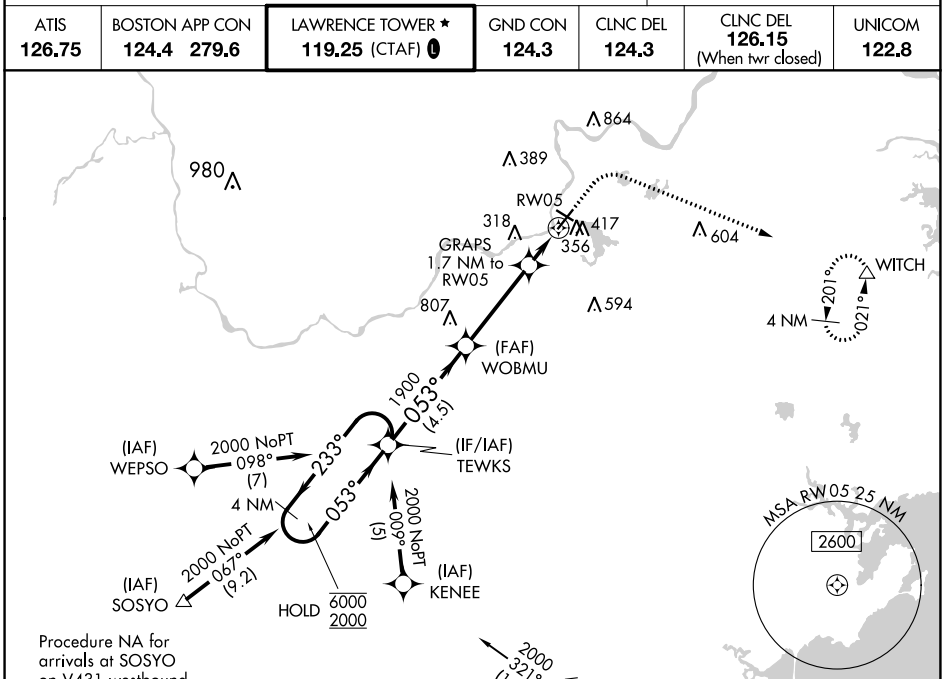 ATIS
126.75
BOSTON APP CON
124.4 279.6
LAWRENCE TOWER ★
119.25 (CTAF) L
GND CON
124.3
CLNC DEL
124.3
CLNC DEL
126.15
(When twr closed)
UNICOM
122.8
864
389
980
RW05
318
417
356
604
GRAPS
1.7 NM to
RW05
WITCH
201°
021°
4 NM
807
594
(FAF)
WOBMU
1900
053°
(4.5)
(IAF)
WEPSO
2000 NoPT
098°
(7)
233°
053°
4 NM
(IF/IAF)
TEWKS
2000 NoPT
009°
(5)
2000 NoPT
067°
(9.2)
(IAF)
SOSYO
HOLD
6000
2000
(IAF)
KENEE
MSA RW05 25 NM
2600
Procedure NA for
arrivals at SOSYO
on V431 westbound
2000
321°